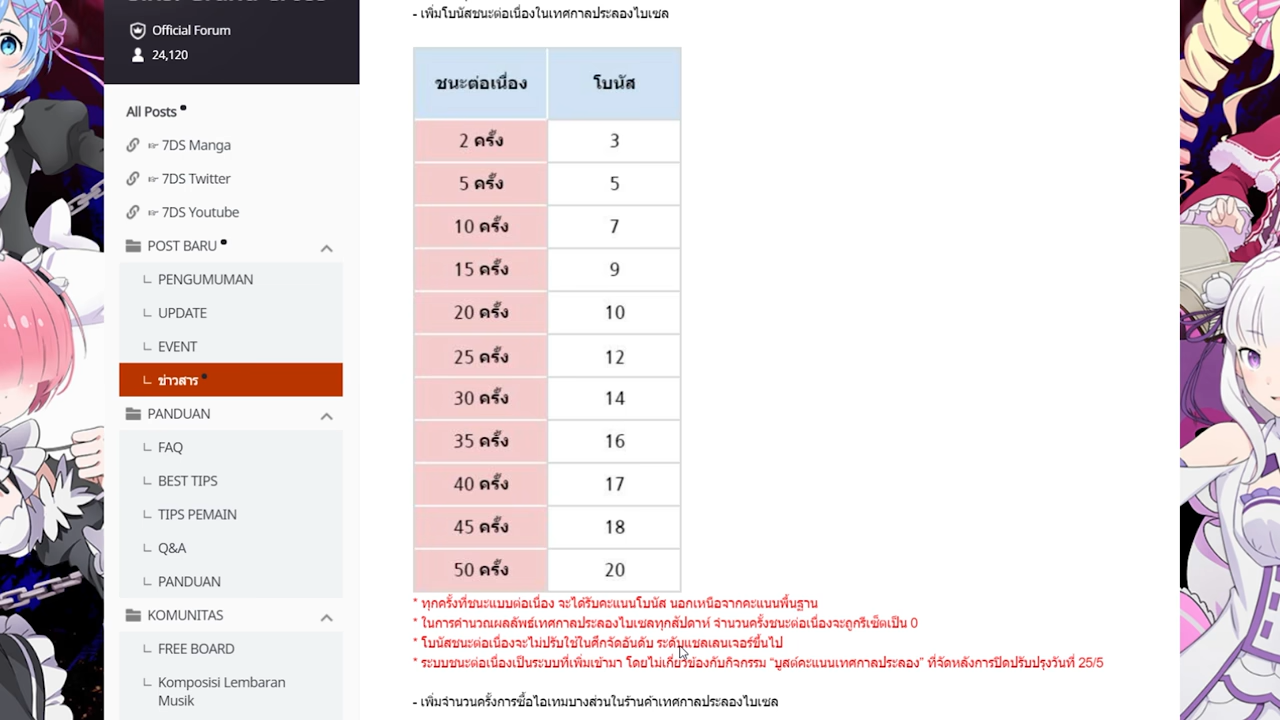 Official Forum
24,120
All Posts
☞ 7DS Manga
☞ 7DS Twitter
☞ 7DS Youtube
POST BARU
PENGUMUMAN
UPDATE
EVENT
ข่าวสาร
PANDUAN
FAQ
BEST TIPS
TIPS PEMAIN
Q&A
PANDUAN
KOMUNITAS
FREE BOARD
Komposisi Lembaran
Musik
- เพิ่มโบนัสชนะต่อเนื่องในเทศกาลประลองไบเซล
ชนะต่อเนื่อง โบนัส
2 ครั้ง 3
5 ครั้ง 5
10 ครั้ง 7
15 ครั้ง 9
20 ครั้ง 10
25 ครั้ง 12
30 ครั้ง 14
35 ครั้ง 16
40 ครั้ง 17
45 ครั้ง 18
50 ครั้ง 20
* ทุกครั้งที่ชนะแบบต่อเนื่อง จะได้รับคะแนนโบนัส นอกเหนือจากคะแนนพื้นฐาน
* ในการคำนวณผลลัพธ์เทศกาลประลองไบเซลทุกสัปดาห์ จำนวนครั้งชนะต่อเนื่องจะถูกรีเซ็ตเป็น 0
* โบนัสชนะต่อเนื่องจะไม่ปรับใช้ในศึกจัดอันดับ ระดับแชลเลนเจอร์ขึ้นไป
* ระบบชนะต่อเนื่องเป็นระบบที่เพิ่มเข้ามา โดยไม่เกี่ยวข้องกับกิจกรรม “บูสต์คะแนนเทศกาลประลอง” ที่จัดหลังการปิดปรับปรุงวันที่ 25/5
- เพิ่มจำนวนครั้งการซื้อไอเทมบางส่วนในร้านค้าเทศกาลประลองไบเซล